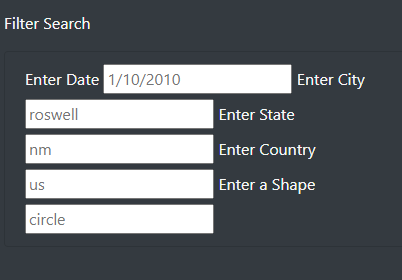 Filter Search
Enter Date 1/10/2010 Enter City
roswell Enter State
nm Enter Country
us Enter a Shape
circle